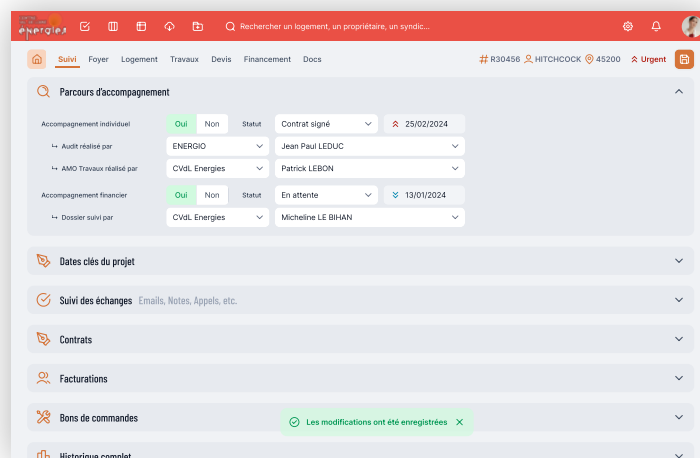 énergies
Rechercher un logement, un propriétaire, un syndic...
Suivi Foyer Logement Travaux Devis Financement Docs R30456 HITCHCOCK 45200 Urgent
Parcours d'accompagnement
Accompagnement individuel Oui Non Statut Contrat signé 25/02/2024
↳ Audit réalisé par ENERGIO Jean Paul LEDUC
↳ AMO Travaux réalisé par CVdL Energies Patrick LEBON
Accompagnement financier Oui Non Statut En attente 13/01/2024
↳ Dossier suivi par CVdL Energies Micheline LE BIHAN
Dates clés du projet
Suivi des échanges Emails, Notes, Appels, etc.
Contrats
Facturations
Bons de commandes
Les modifications ont été enregistrées
Historique complet